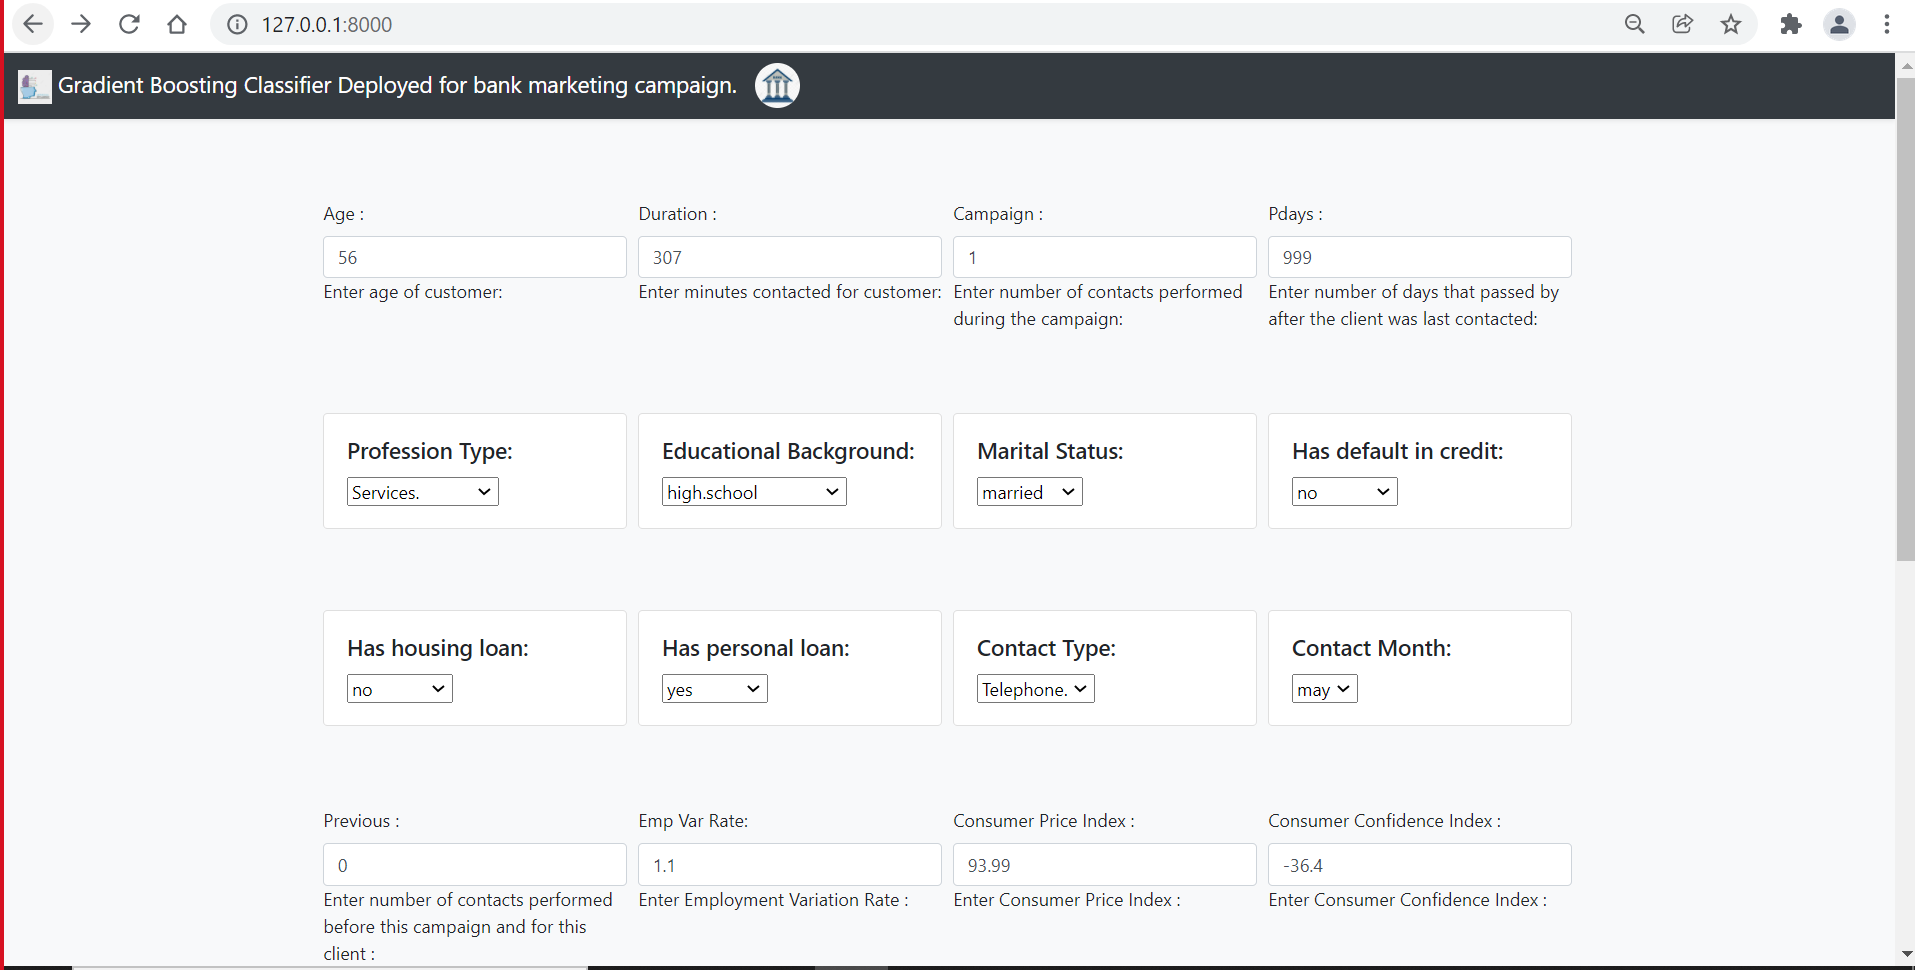 127.0.0.1:8000
Gradient Boosting Classifier Deployed for bank marketing campaign.
Age :
Duration :
Campaign :
Pdays :
56
307
1
999
Enter age of customer:
Enter minutes contacted for customer:
Enter number of contacts performed
during the campaign:
Enter number of days that passed by
after the client was last contacted:
Profession Type:
Educational Background:
Marital Status:
Has default in credit:
Services.
high.school
married
no
Has housing loan:
Has personal loan:
Contact Type:
Contact Month:
no
yes
Telephone.
may
Previous :
Emp Var Rate:
Consumer Price Index :
Consumer Confidence Index :
0
1.1
93.99
-36.4
Enter number of contacts performed
before this campaign and for this
client :
Enter Employment Variation Rate :
Enter Consumer Price Index :
Enter Consumer Confidence Index :